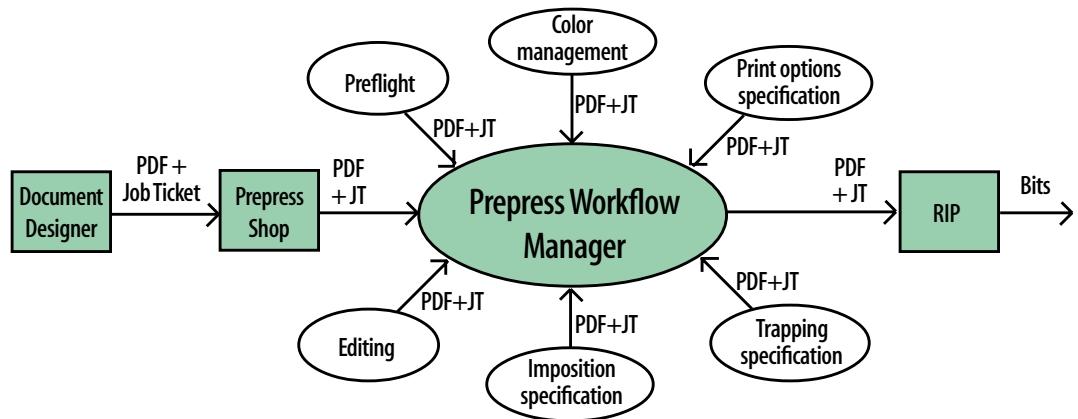 Color
management
Preflight
Print options
specification
PDF+JT
PDF+JT
PDF+JT
Document
Designer
PDF +
Job Ticket
Prepress
Shop
PDF
+ JT
Prepress Workflow
Manager
PDF
+ JT
RIP
Bits
PDF+JT
PDF+JT
PDF+JT
Editing
Imposition
specification
Trapping
specification